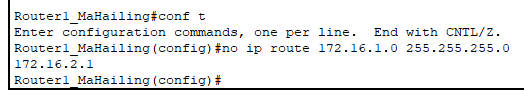 Router1_MaHailing#conf t
Enter configuration commands, one per line.  End with CNTL/Z.
Router1_MaHailing(config)#no ip route 172.16.1.0 255.255.255.0
172.16.2.1
Router1_MaHailing(config)#